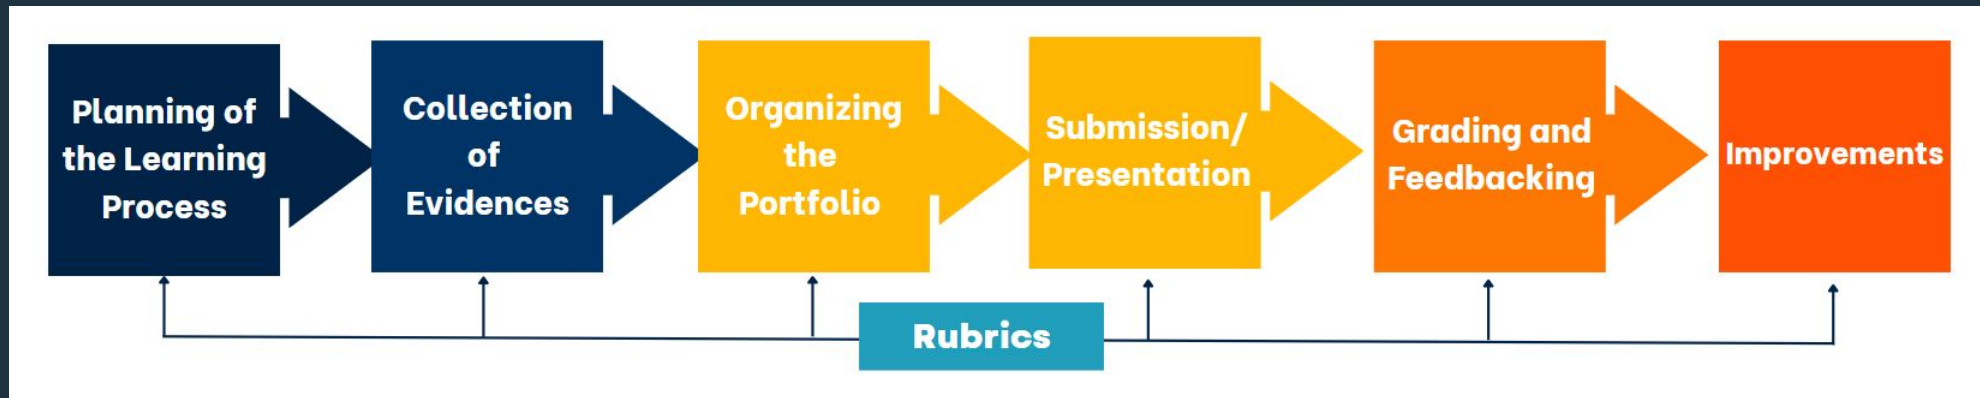 Planning of
the Learning
Process
Collection
of
Evidences
Organizing
the
Portfolio
Submission/
Presentation
Grading and
Feedbacking
Improvements
Rubrics